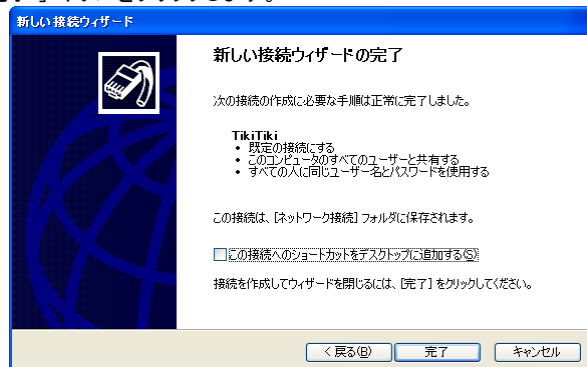 新しい接続ウィザード
新しい接続ウィザードの完了
次の接続の作成に必要な手順は正常に完了しました。
TikiTiki
• 既定の接続にする
• このコンピュータのすべてのユーザーと共有する
• すべての人に同じユーザー名とパスワードを使用する
この接続は、[ネットワーク接続] フォルダに保存されます。
この接続へのショートカットをデスクトップに追加する(S)
接続を作成してウィザードを閉じるには、[完了] をクリックしてください。
< 戻る(B) 完了 キャンセル